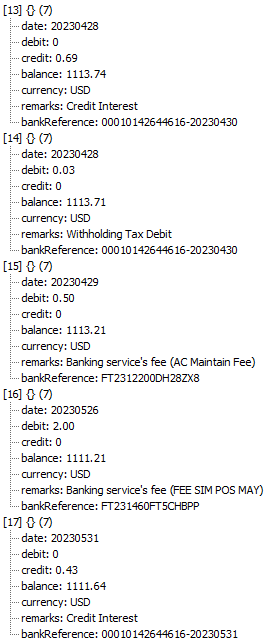 [13] {} (7)
date: 20230428
debit: 0
credit: 0.69
balance: 1113.74
currency: USD
remarks: Credit Interest
bankReference: 00010142644616-20230430
[14] {} (7)
date: 20230428
debit: 0.03
credit: 0
balance: 1113.71
currency: USD
remarks: Withholding Tax Debit
bankReference: 00010142644616-20230430
[15] {} (7)
date: 20230429
debit: 0.50
credit: 0
balance: 1113.21
currency: USD
remarks: Banking service's fee (AC Maintain Fee)
bankReference: FT2312200DH28ZX8
[16] {} (7)
date: 20230526
debit: 2.00
credit: 0
balance: 1111.21
currency: USD
remarks: Banking service's fee (FEE SIM POS MAY)
bankReference: FT231460FT5CHBPP
[17] {} (7)
date: 20230531
debit: 0
credit: 0.43
balance: 1111.64
currency: USD
remarks: Credit Interest
bankReference: 00010142644616-20230531